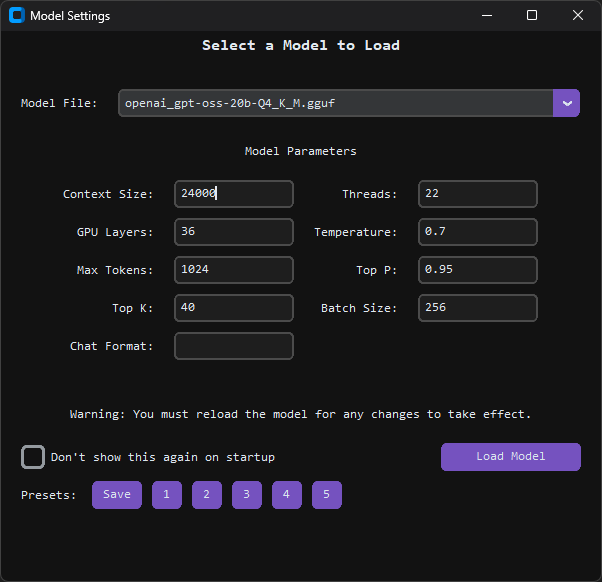 Model Settings
Select a Model to Load
Model File: openai_gpt-oss-20b-Q4_K_M.gguf
Model Parameters
Context Size: 24000 Threads: 22
GPU Layers: 36 Temperature: 0.7
Max Tokens: 1024 Top P: 0.95
Top K: 40 Batch Size: 256
Chat Format:
Warning: You must reload the model for any changes to take effect.
Don't show this again on startup Load Model
Presets: Save 1 2 3 4 5